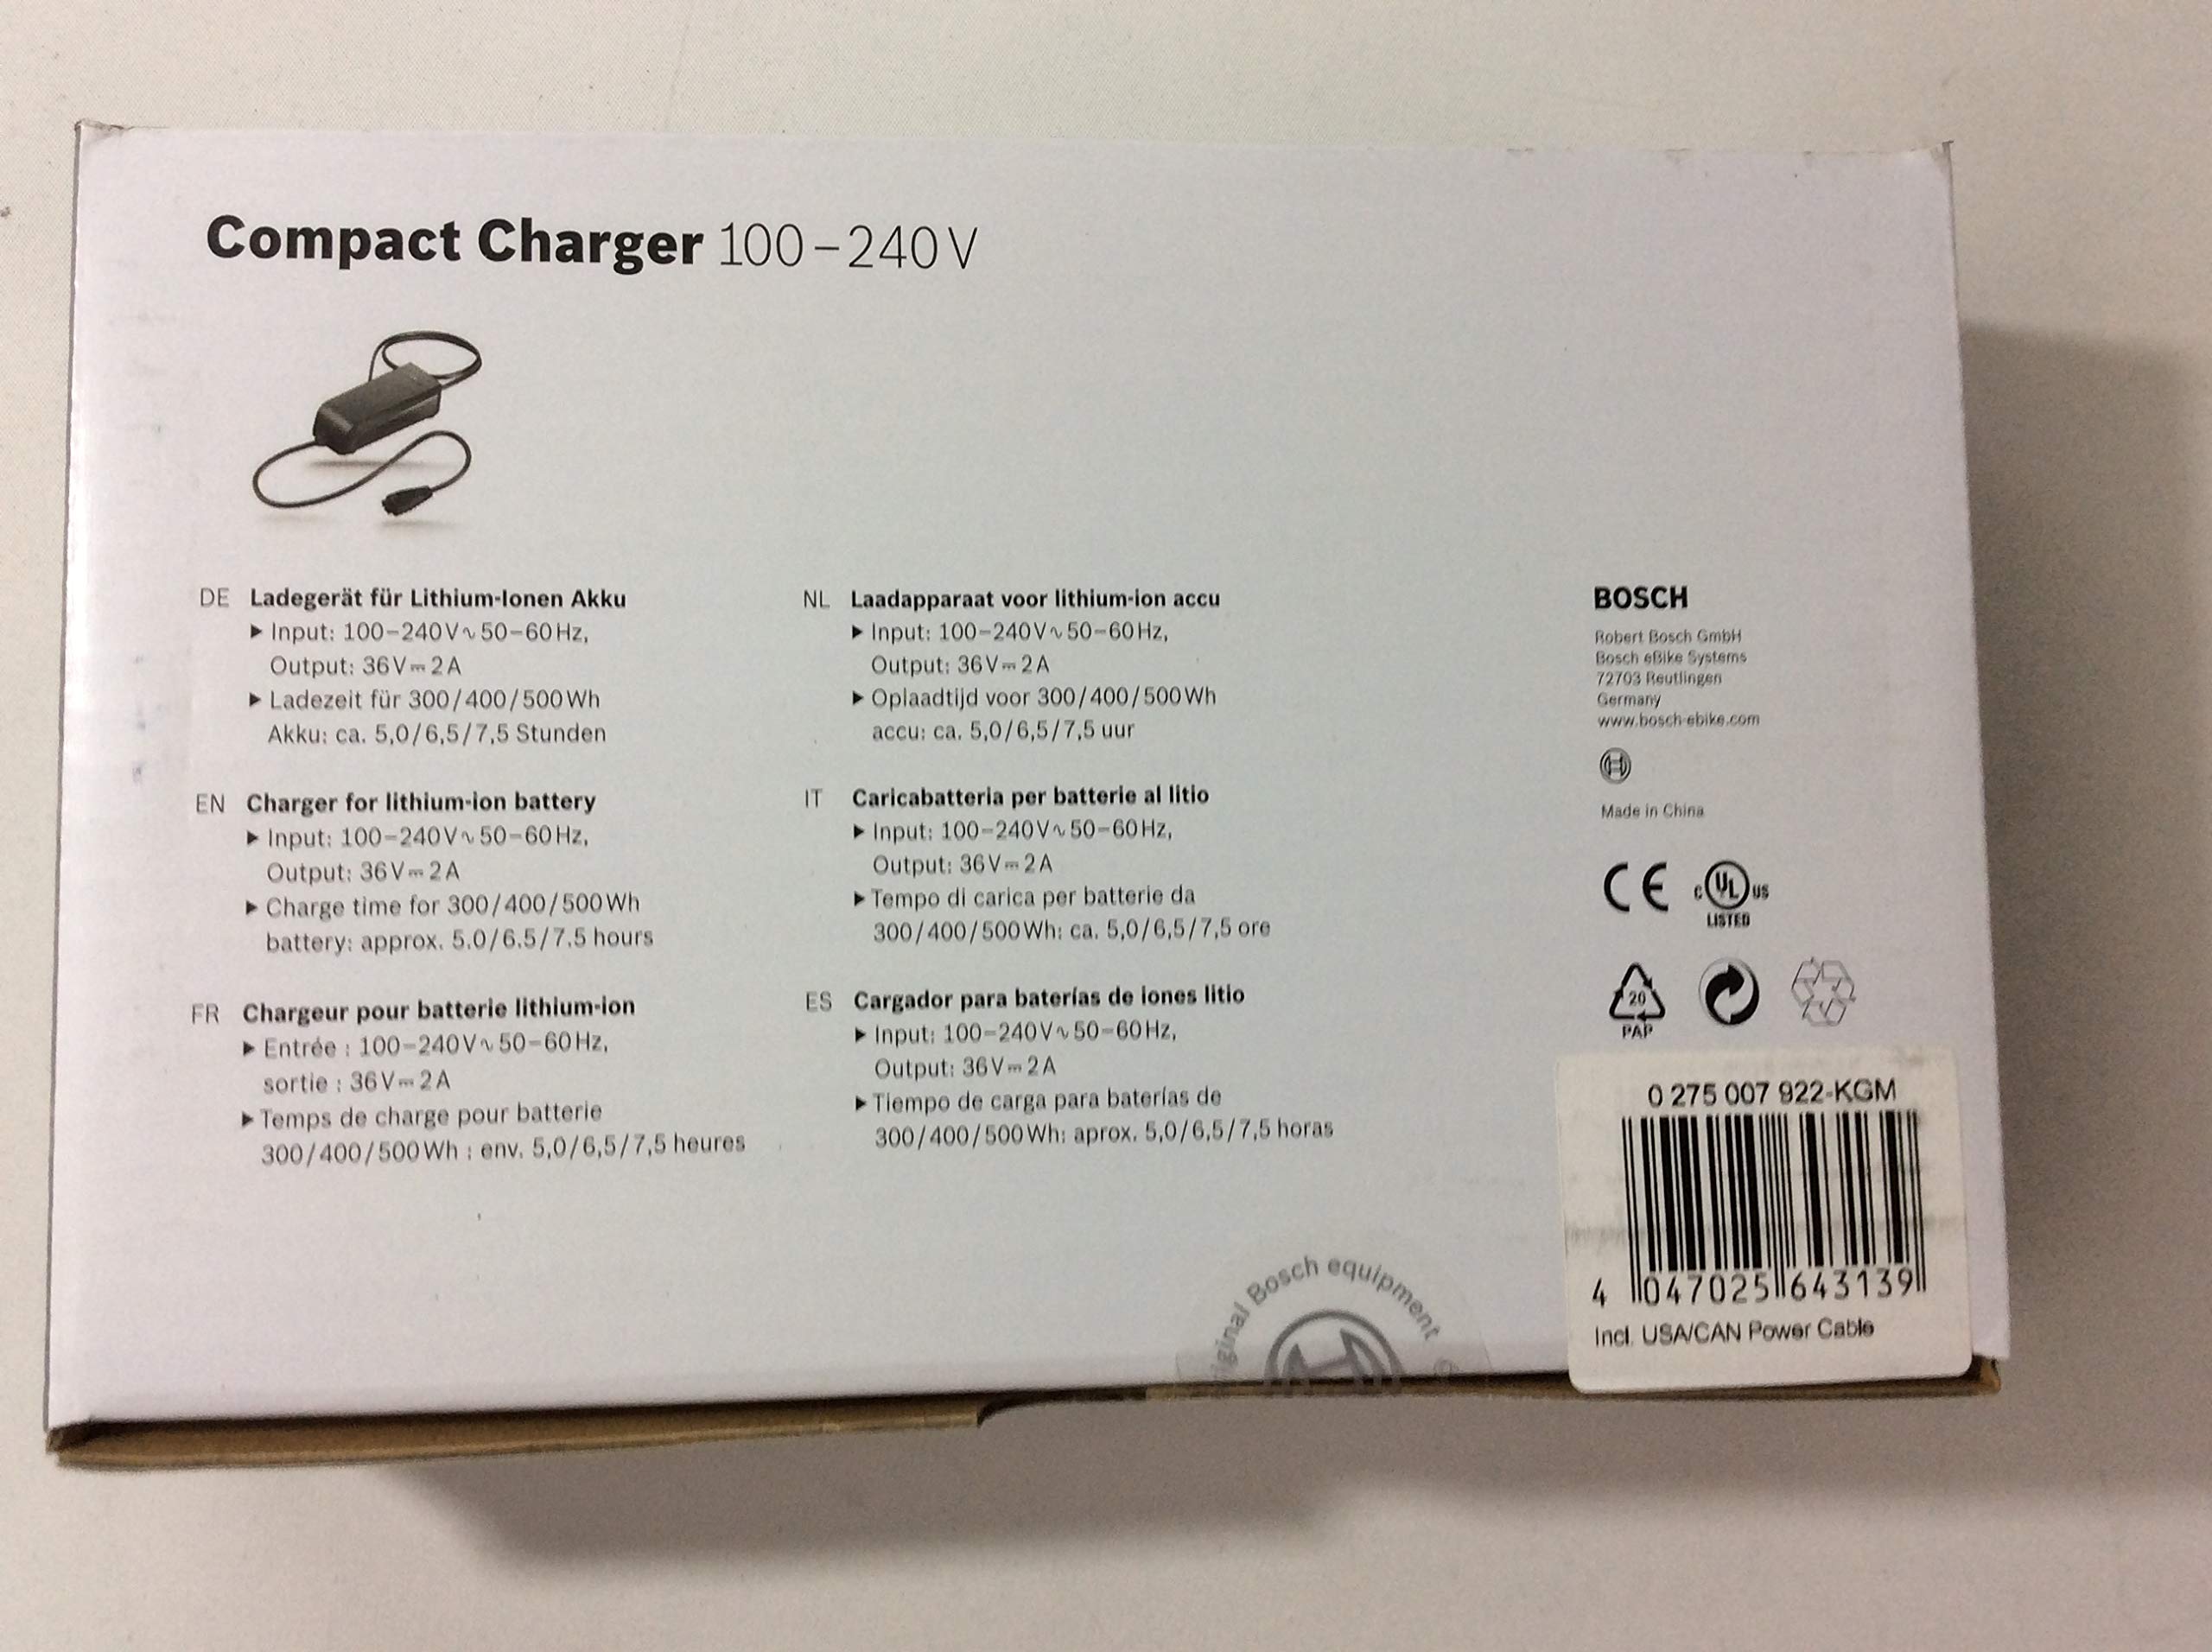 Compact Charger 100–240 V
DE Ladegerät für Lithium-Ionen Akku
▶ Input: 100–240V∿50–60Hz,
Output: 36V⎓2A
▶ Ladezeit für 300/400/500Wh
Akku: ca. 5,0/6,5/7,5 Stunden
EN Charger for lithium-ion battery
▶ Input: 100–240V∿50–60Hz,
Output: 36V⎓2A
▶ Charge time for 300/400/500Wh
battery: approx. 5.0/6.5/7.5 hours
FR Chargeur pour batterie lithium-ion
▶ Entrée : 100–240V∿50–60Hz,
sortie : 36V⎓2A
▶ Temps de charge pour batterie
300/400/500Wh : env. 5,0/6,5/7,5 heures
NL Laadapparaat voor lithium-ion accu
▶ Input: 100–240V∿50–60Hz,
Output: 36V⎓2A
▶ Oplaadtijd voor 300/400/500Wh
accu: ca. 5,0/6,5/7,5 uur
IT Caricabatteria per batterie al litio
▶ Input: 100–240V∿50–60Hz,
Output: 36V⎓2A
▶ Tempo di carica per batterie da
300/400/500Wh: ca. 5,0/6,5/7,5 ore
ES Cargador para baterías de iones litio
▶ Input: 100–240V∿50–60Hz,
Output: 36V⎓2A
▶ Tiempo de carga para baterías de
300/400/500Wh: aprox. 5,0/6,5/7,5 horas
BOSCH
Robert Bosch GmbH
Bosch eBike Systems
72703 Reutlingen
Germany
www.bosch-ebike.com
Made in China
CE c UL us
LISTED
20
PAP
0 275 007 922-KGM
4 047025 643139
Incl. USA/CAN Power Cable
Bosch equipment